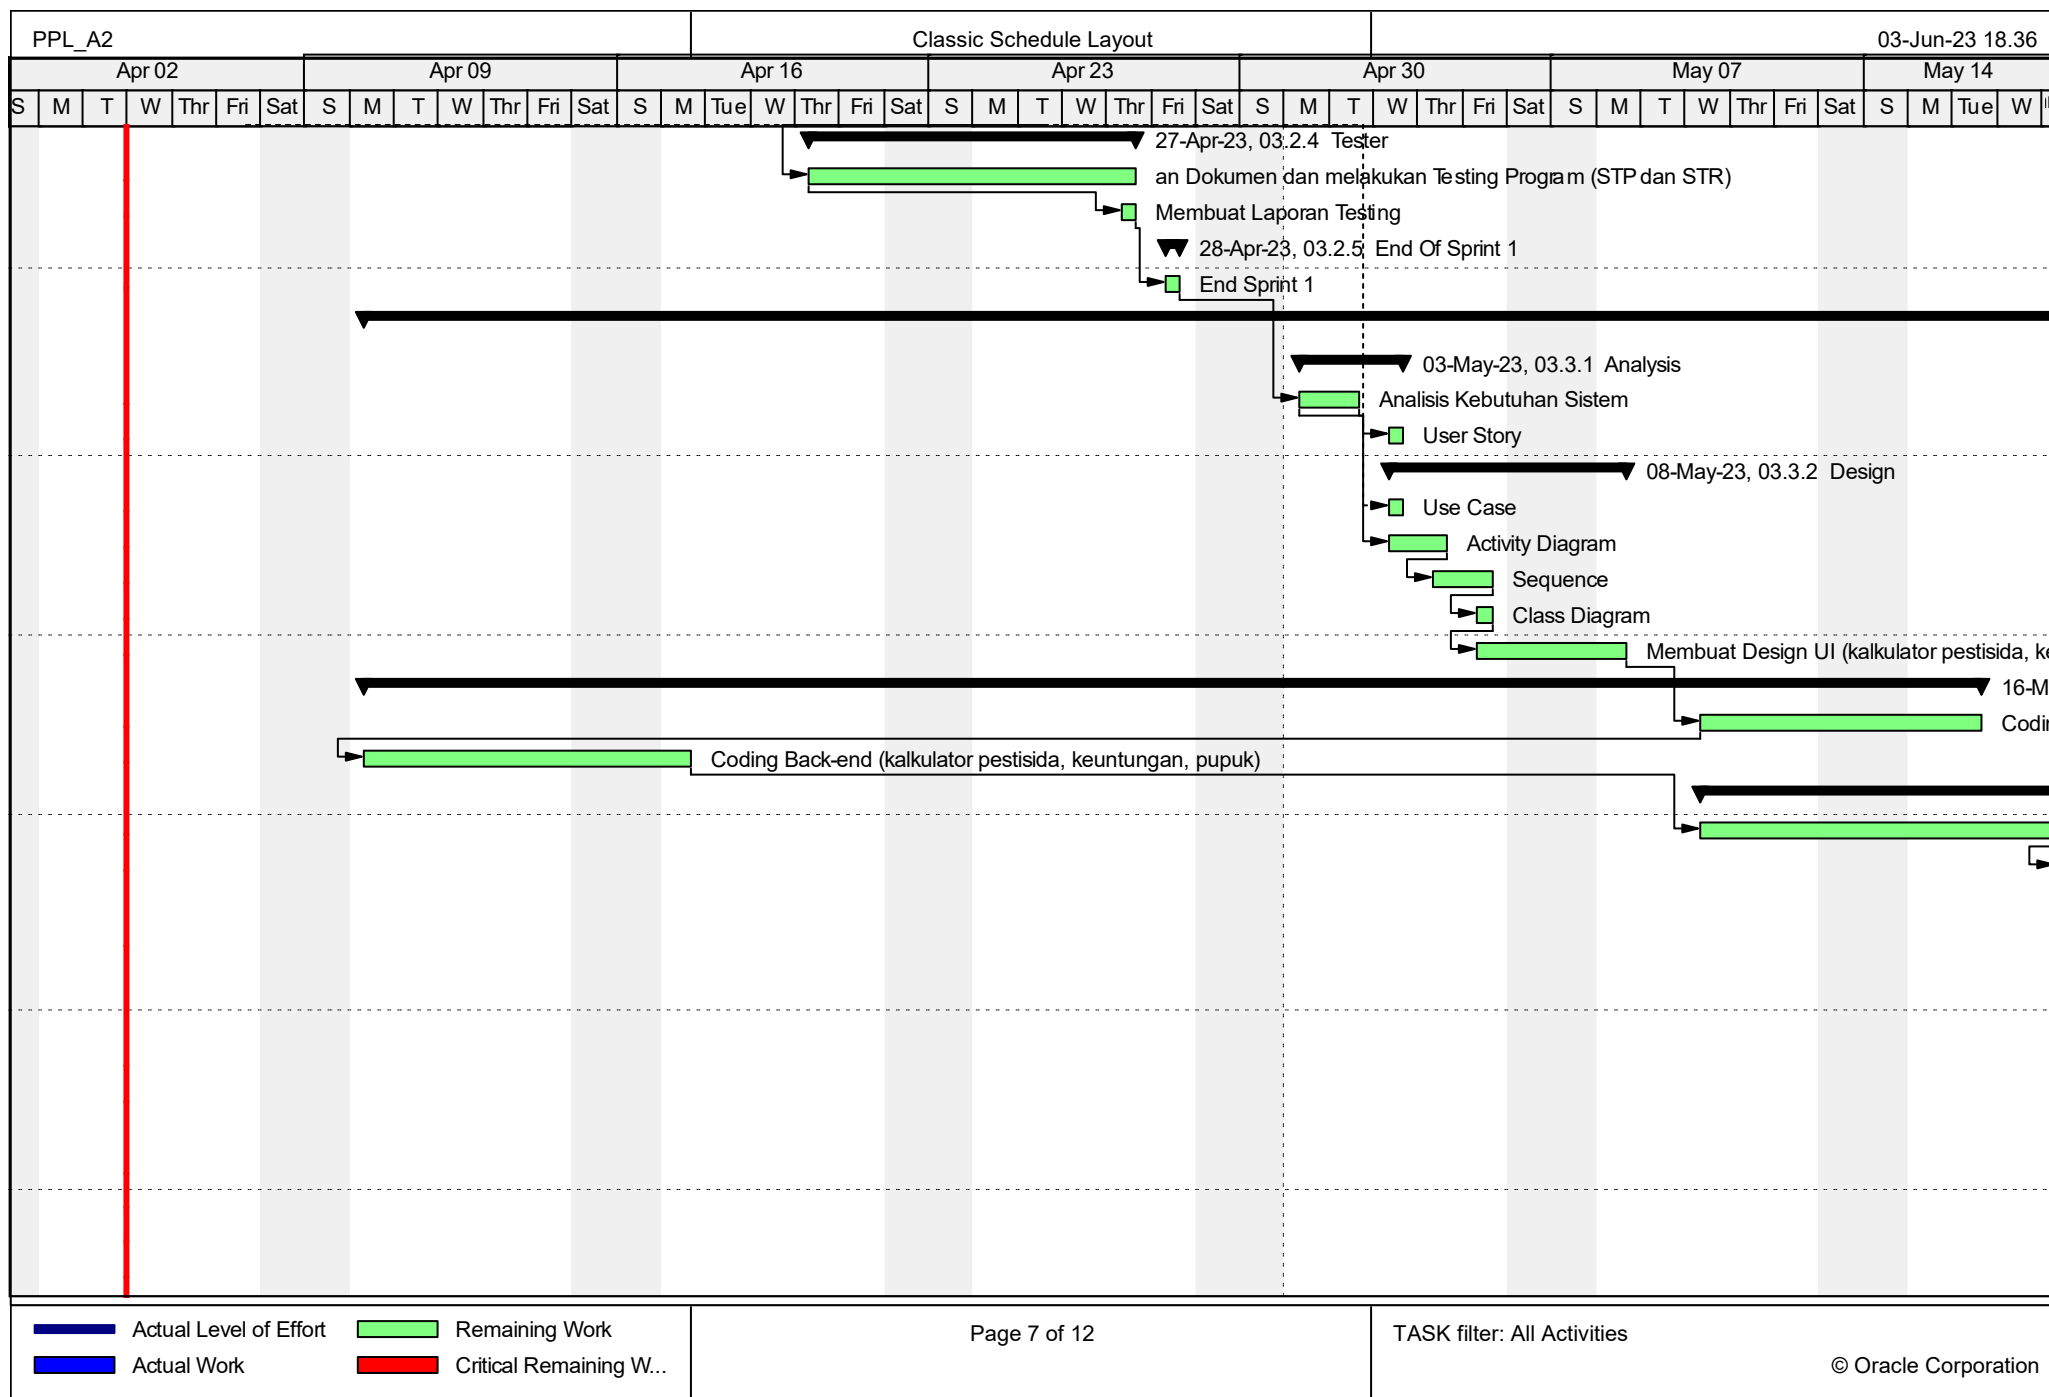 PPL_A2 Classic Schedule Layout 03-Jun-23 18.36
Apr 02 Apr 09 Apr 16 Apr 23 Apr 30 May 07 May 14
S M T W Thr Fri Sat S M T W Thr Fri Sat S M Tue W Thr Fri Sat S M T W Thr Fri Sat S M T W Thr Fri Sat S M T W Thr Fri Sat S M Tue W
27-Apr-23, 03.2.4 Tester
an Dokumen dan melakukan Testing Program (STP dan STR)
Membuat Laporan Testing
28-Apr-23, 03.2.5 End Of Sprint 1
End Sprint 1
03-May-23, 03.3.1 Analysis
Analisis Kebutuhan Sistem
User Story
08-May-23, 03.3.2 Design
Use Case
Activity Diagram
Sequence
Class Diagram
Membuat Design UI (kalkulator pestisida, ke
16-M
Codin
Coding Back-end (kalkulator pestisida, keuntungan, pupuk)
Actual Level of Effort Remaining Work Page 7 of 12 TASK filter: All Activities
Actual Work Critical Remaining W... © Oracle Corporation